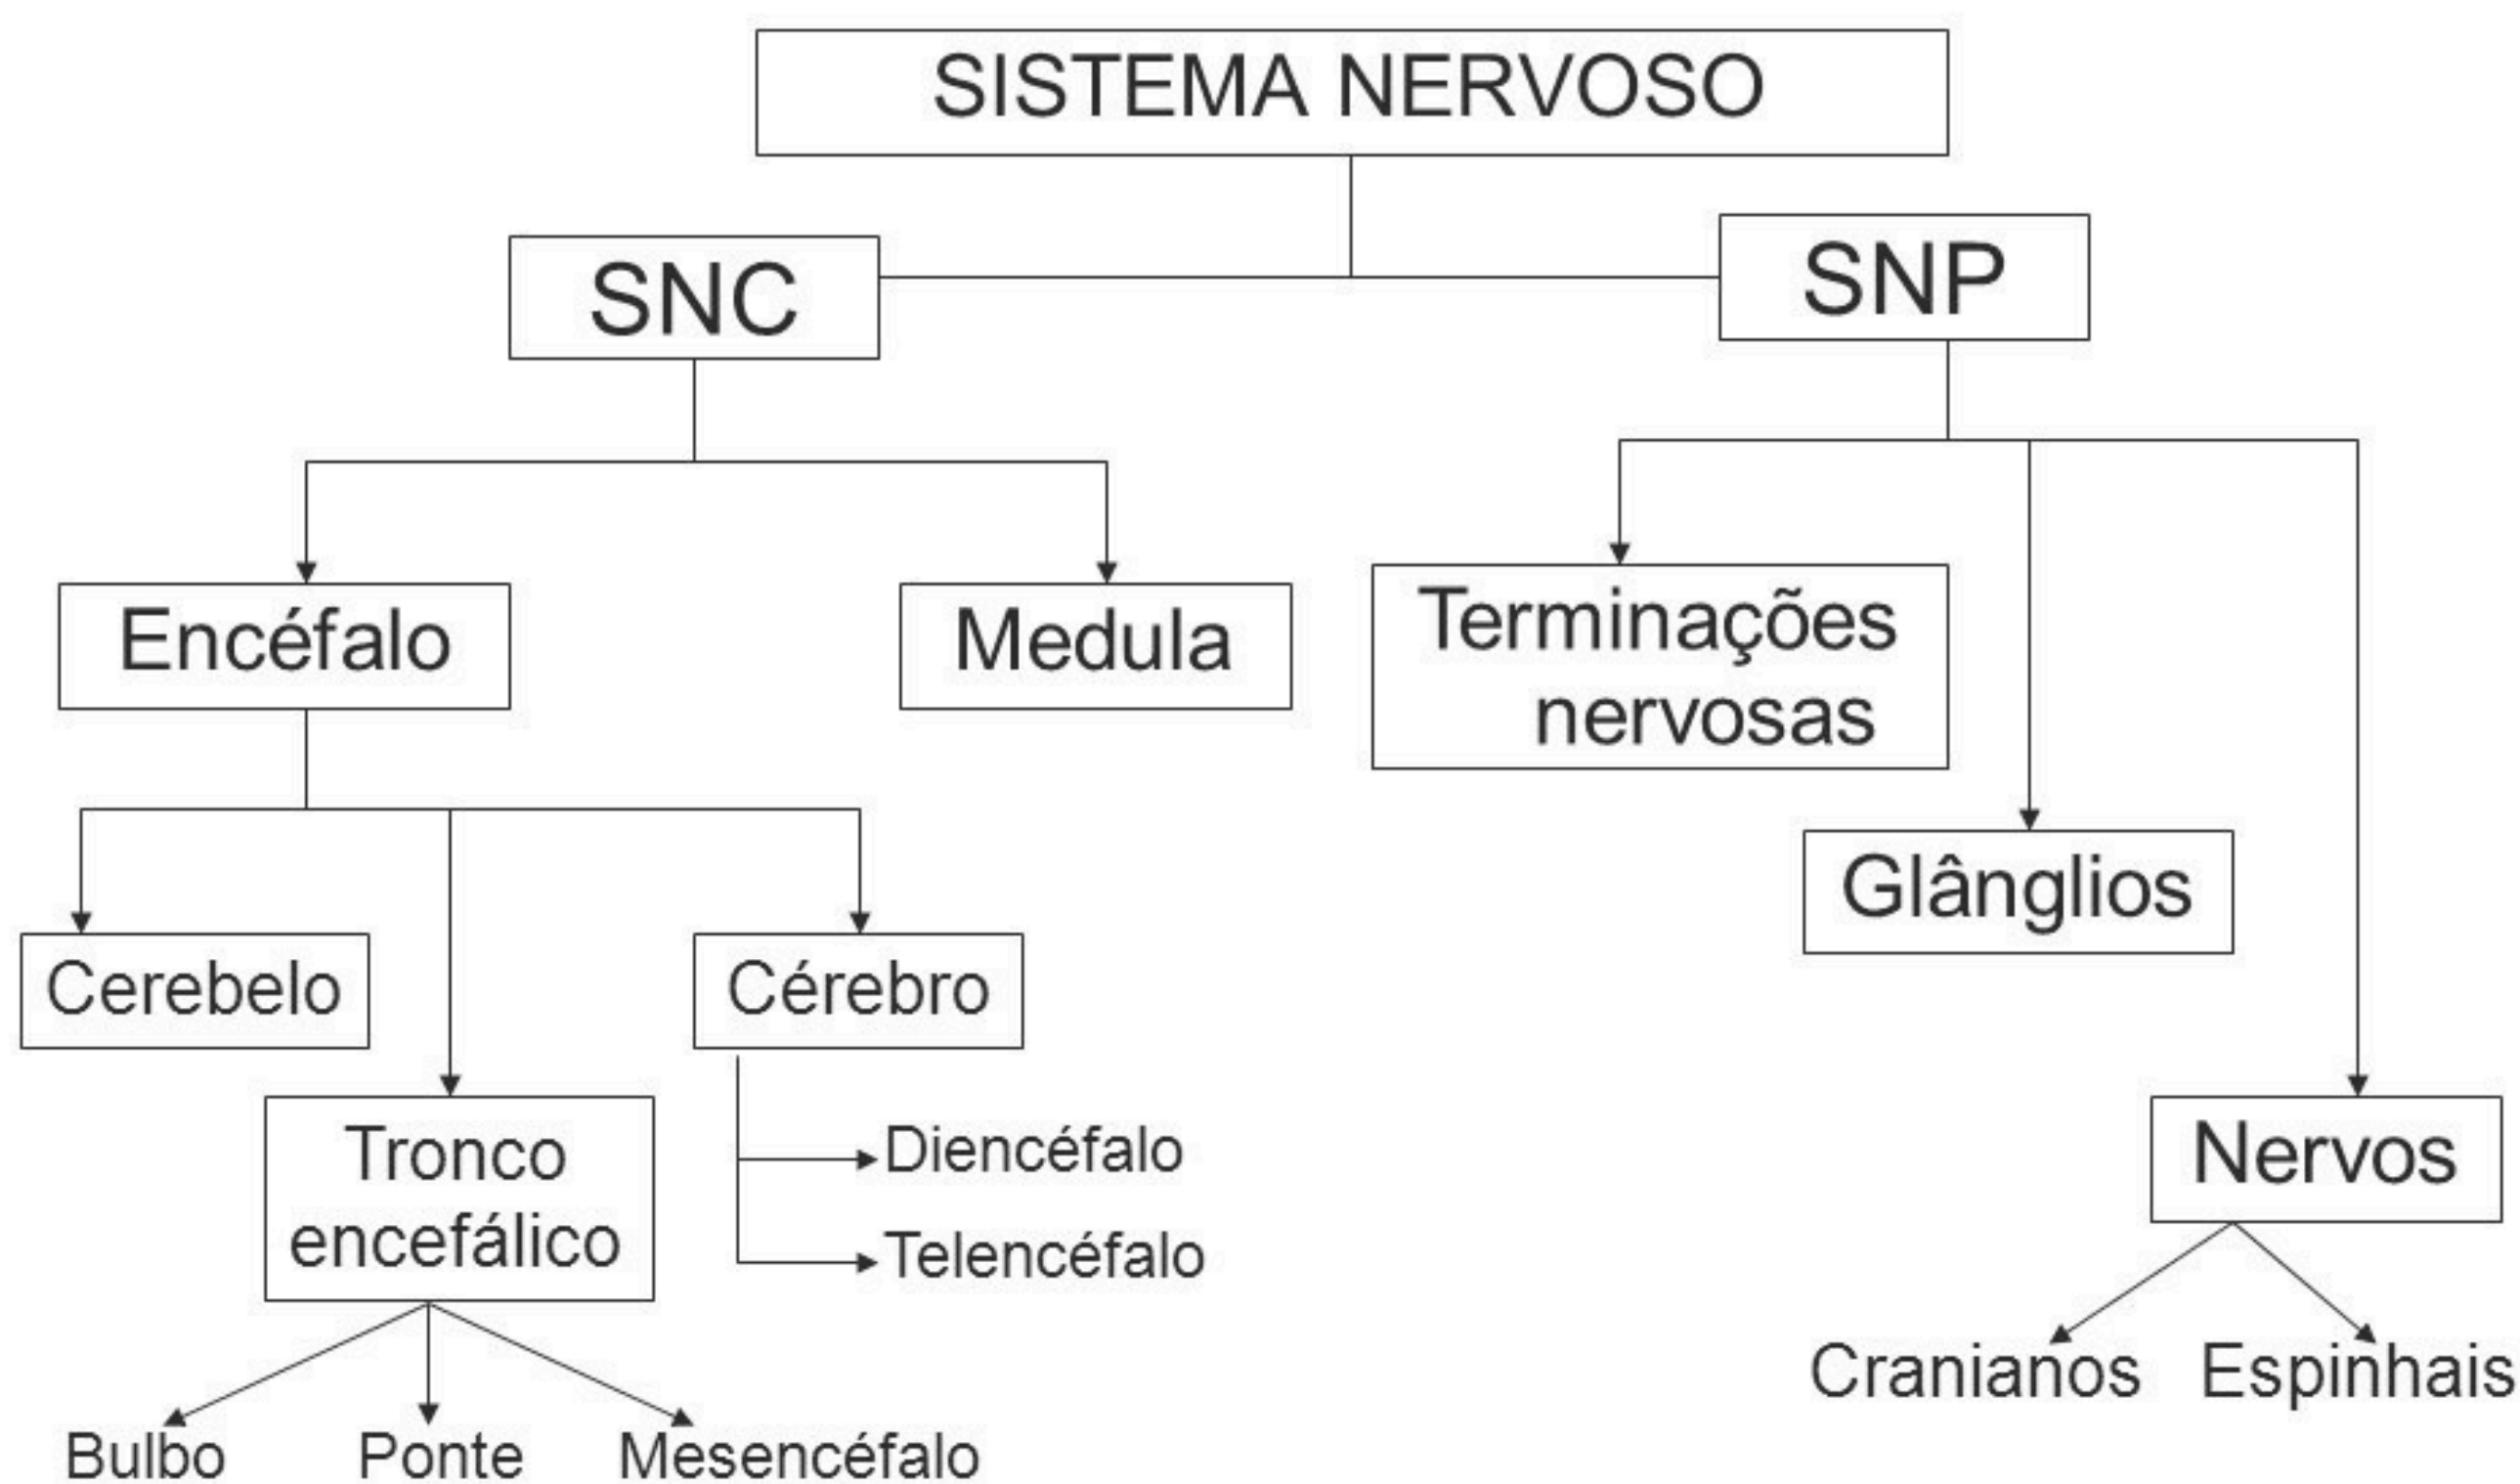 SISTEMA NERVOSO
SNC
SNP
Encéfalo
Medula
Terminações
nervosas
Glânglios
Cerebelo
Cérebro
Tronco
encefálico
Diencéfalo
Telencéfalo
Nervos
Cranianos
Espinhais
Bulbo
Ponte
Mesencéfalo